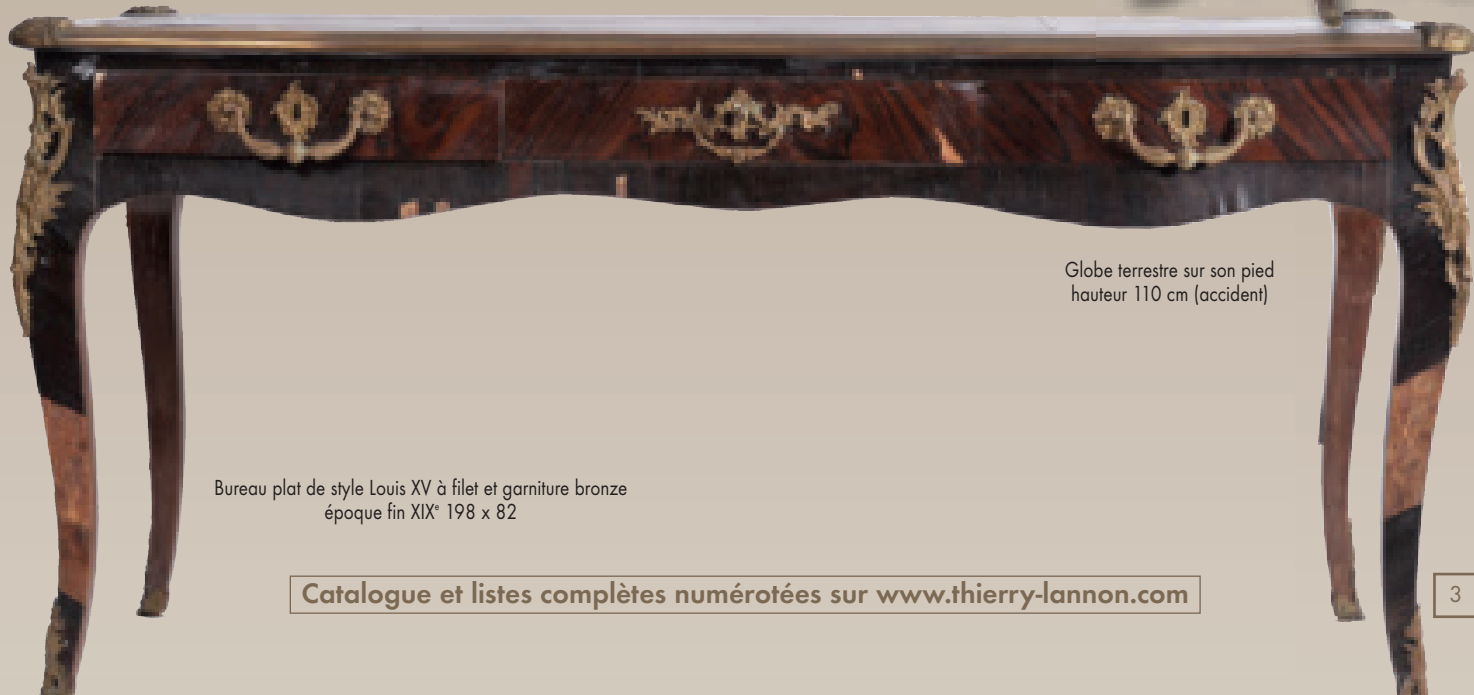 Globe terrestre sur son pied
hauteur 110 cm (accident)
Bureau plat de style Louis XV à filet et garniture bronze
époque fin XIXᵉ 198 x 82
Catalogue et listes complètes numérotées sur www.thierry-lannon.com
3